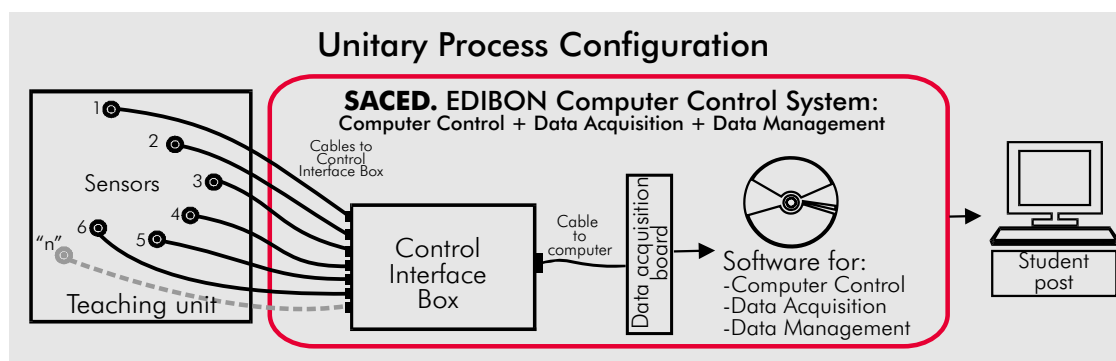 Unitary Process Configuration
SACED. EDIBON Computer Control System:
Computer Control + Data Acquisition + Data Management
1
2
3
4
5
6
"n"
Sensors
Teaching unit
Cables to
Control
Interface Box
Control
Interface
Box
Cable
to
computer
Data acquisition
board
Software for:
-Computer Control
-Data Acquisition
-Data Management
Student
post